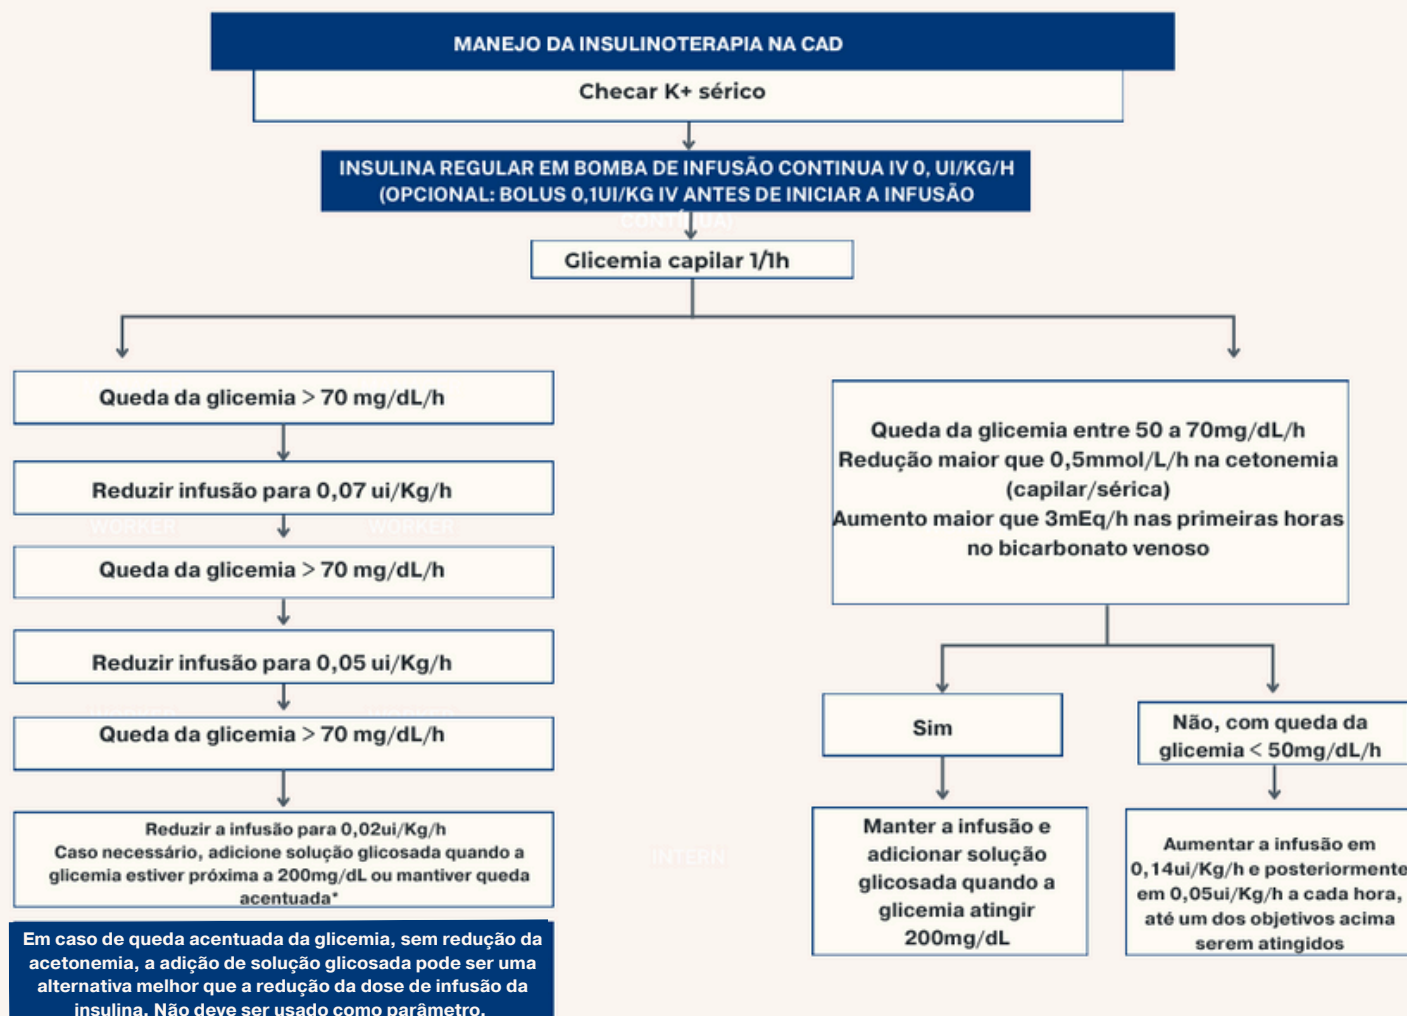 MANEJO DA INSULINOTERAPIA NA CAD
Checar K+ sérico
INSULINA REGULAR EM BOMBA DE INFUSÃO CONTINUA IV 0, UI/KG/H
(OPCIONAL: BOLUS 0,1UI/KG IV ANTES DE INICIAR A INFUSÃO
CONTÍNUA)
Glicemia capilar 1/1h
Queda da glicemia > 70 mg/dL/h
Reduzir infusão para 0,07 ui/Kg/h
WORKER WORKER
Queda da glicemia > 70 mg/dL/h
Reduzir infusão para 0,05 ui/Kg/h
WORKER WORKER
Queda da glicemia > 70 mg/dL/h
Reduzir a infusão para 0,02ui/Kg/h
Caso necessário, adicione solução glicosada quando a
glicemia estiver próxima a 200mg/dL ou mantiver queda
acentuada*
Em caso de queda acentuada da glicemia, sem redução da
acetonemia, a adição de solução glicosada pode ser uma
alternativa melhor que a redução da dose de infusão da
insulina. Não deve ser usado como parâmetro.
Queda da glicemia entre 50 a 70mg/dL/h
Redução maior que 0,5mmol/L/h na cetonemia
(capilar/sérica)
Aumento maior que 3mEq/h nas primeiras horas
no bicarbonato venoso
Sim
Manter a infusão e
adicionar solução
glicosada quando a
glicemia atingir
200mg/dL
Não, com queda da
glicemia < 50mg/dL/h
Aumentar a infusão em
0,14ui/Kg/h e posteriormente
em 0,05ui/Kg/h a cada hora,
até um dos objetivos acima
serem atingidos
INTERN